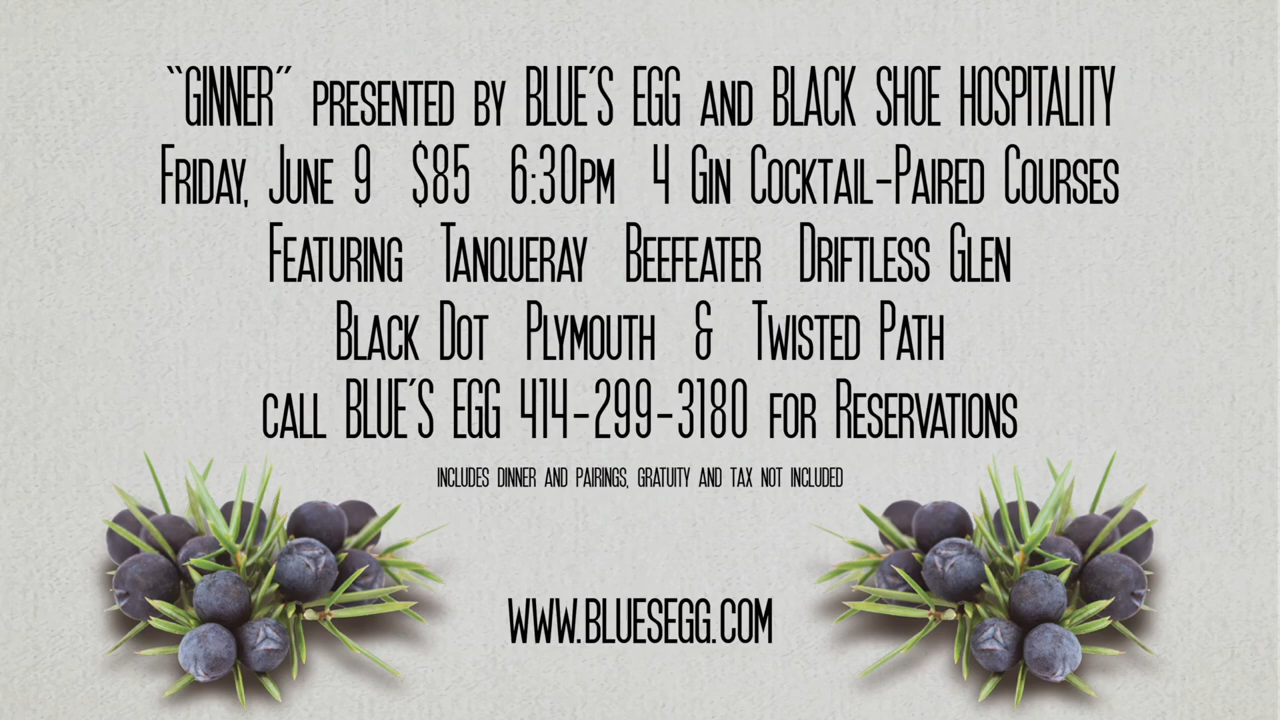 “GINNER” PRESENTED BY BLUE'S EGG AND BLACK SHOE HOSPITALITY
FRIDAY, JUNE 9 $85 6:30PM 4 GIN COCKTAIL-PAIRED COURSES
FEATURING TANQUERAY BEEFEATER DRIFTLESS GLEN
BLACK DOT PLYMOUTH & TWISTED PATH
CALL BLUE'S EGG 414-299-3180 FOR RESERVATIONS
INCLUDES DINNER AND PAIRINGS, GRATUITY AND TAX NOT INCLUDED
WWW.BLUESEGG.COM